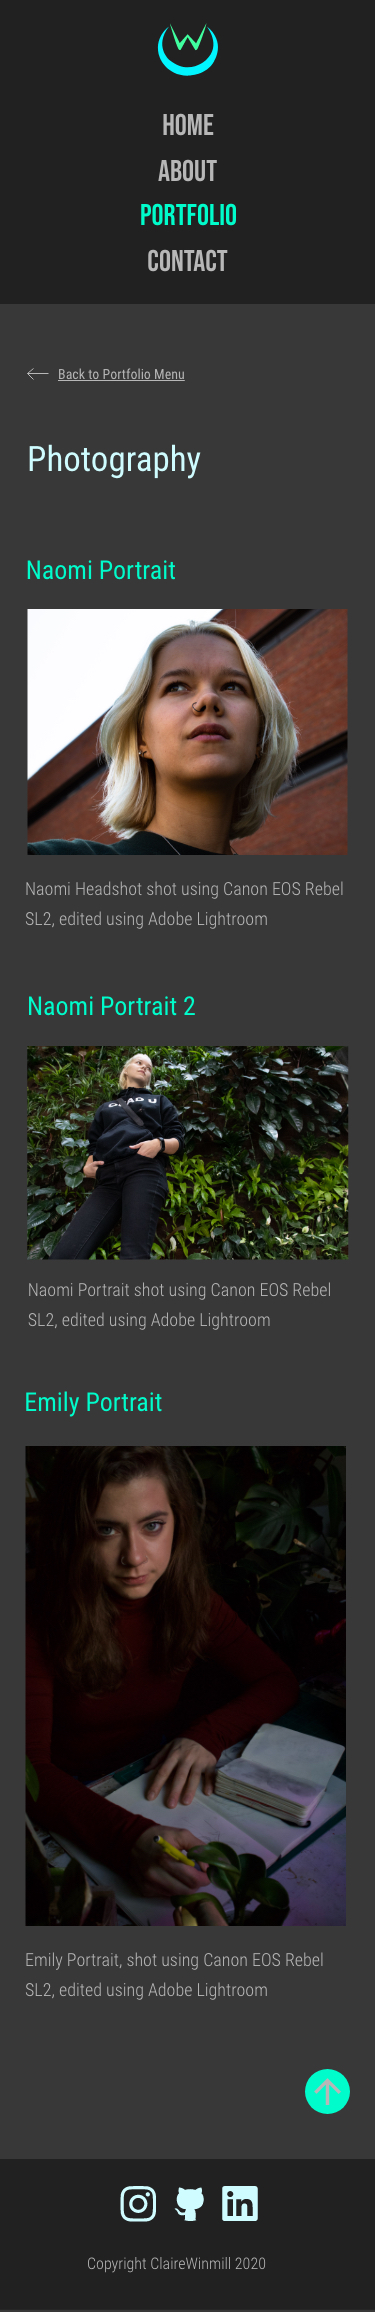 HOME
ABOUT
PORTFOLIO
CONTACT
Back to Portfolio Menu
Photography
Naomi Portrait
Naomi Headshot shot using Canon EOS Rebel
SL2, edited using Adobe Lightroom
Naomi Portrait 2
Naomi Portrait shot using Canon EOS Rebel
SL2, edited using Adobe Lightroom
Emily Portrait
Emily Portrait, shot using Canon EOS Rebel
SL2, edited using Adobe Lightroom
in
Copyright ClaireWinmill 2020